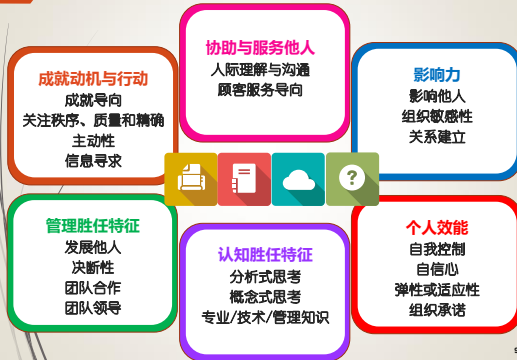 协助与服务他人
人际理解与沟通
顾客服务导向
成就动机与行动
成就导向
关注秩序、质量和精确
主动性
信息寻求
影响力
影响他人
组织敏感性
关系建立
?
管理胜任特征
发展他人
决断性
团队合作
团队领导
认知胜任特征
分析式思考
概念式思考
专业/技术/管理知识
个人效能
自我控制
自信心
弹性或适应性
组织承诺